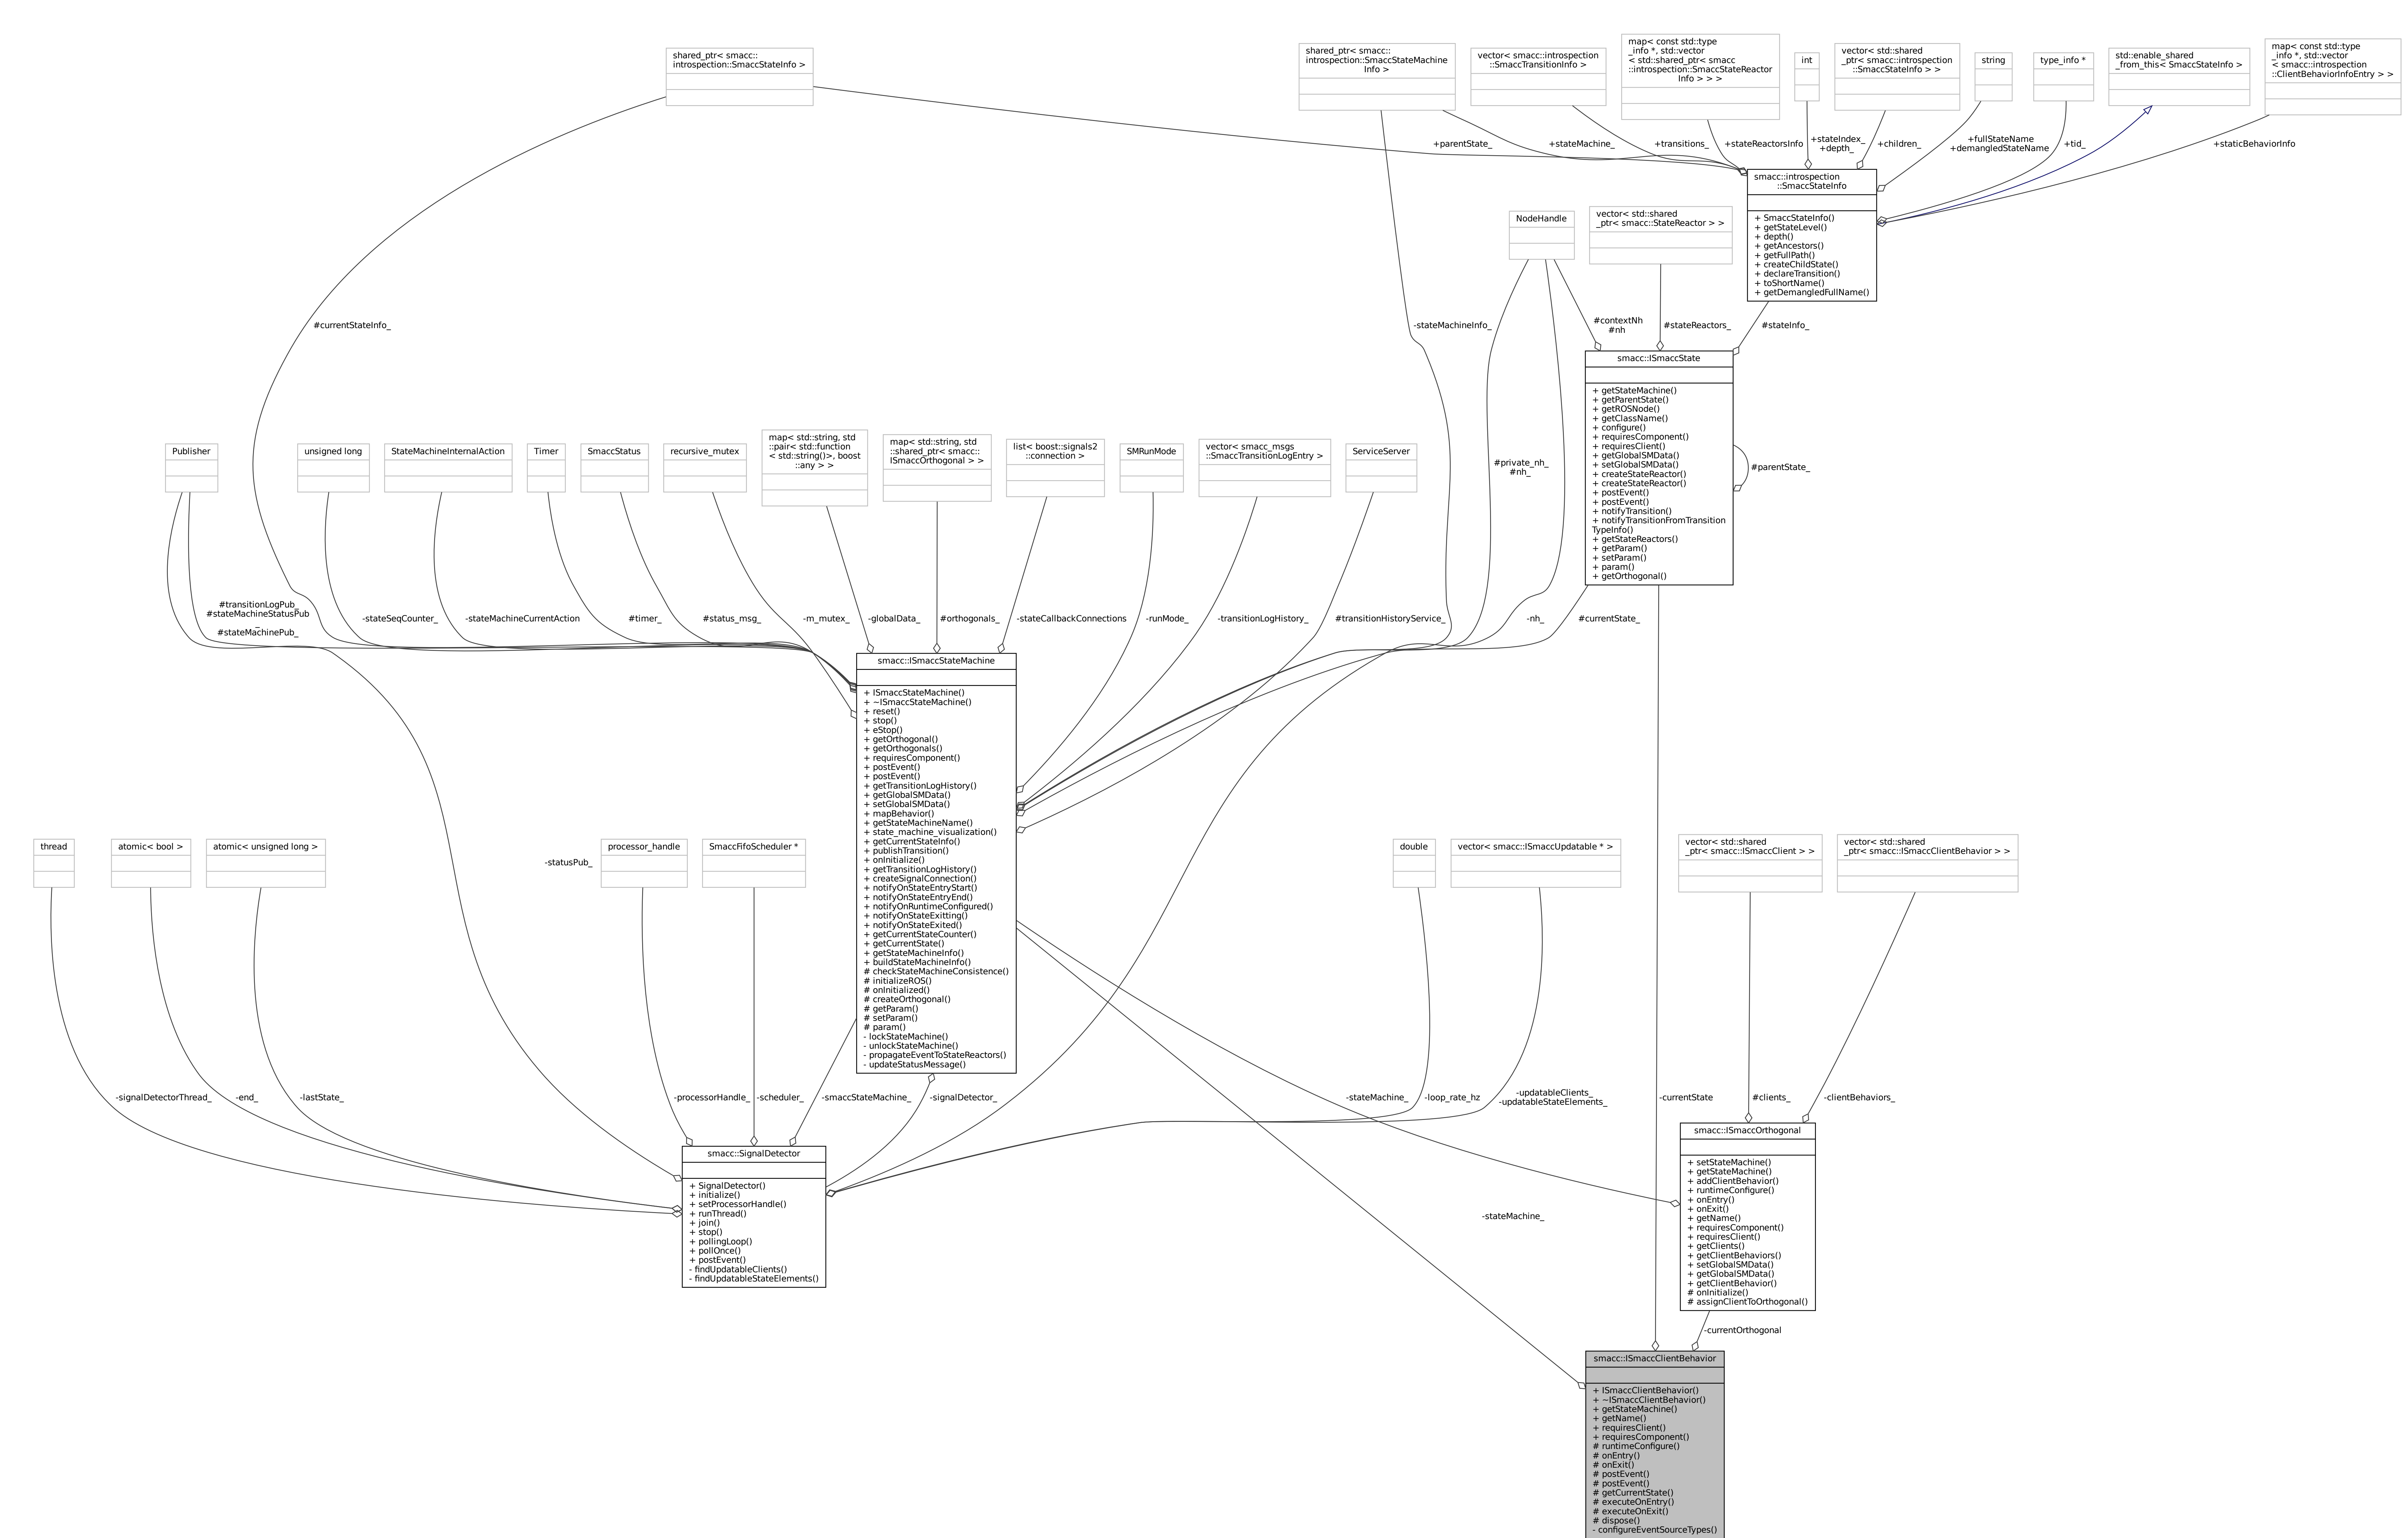 shared_ptr< smacc::
introspection::SmaccStateInfo >
shared_ptr< smacc::
introspection::SmaccStateMachine
Info >
vector< smacc::introspection
::SmaccTransitionInfo >
map< const std::type
_info *, std::vector
< std::shared_ptr< smacc
::introspection::SmaccStateReactor
Info > > >
int
vector< std::shared
_ptr< smacc::introspection
::SmaccStateInfo > >
string
type_info *
std::enable_shared
_from_this< SmaccStateInfo >
map< const std::type
_info *, std::vector
< smacc::introspection
::ClientBehaviorInfoEntry > >
+parentState_
+stateMachine_
+transitions_
+stateReactorsInfo
+stateIndex_
+depth_
+children_
+fullStateName
+demangledStateName
+tid_
+staticBehaviorInfo
smacc::introspection
::SmaccStateInfo
+ SmaccStateInfo()
+ getStateLevel()
+ depth()
+ getAncestors()
+ getFullPath()
+ createChildState()
+ declareTransition()
+ toShortName()
+ getDemangledFullName()
NodeHandle
vector< std::shared
_ptr< smacc::StateReactor > >
#currentStateInfo_
-stateMachineInfo_
#contextNh
#nh
#stateReactors_
#stateInfo_
smacc::ISmaccState
+ getStateMachine()
+ getParentState()
+ getROSNode()
+ getClassName()
+ configure()
+ requiresComponent()
+ requiresClient()
+ getGlobalSMData()
+ setGlobalSMData()
+ createStateReactor()
+ createStateReactor()
+ postEvent()
+ postEvent()
+ notifyTransition()
+ notifyTransitionFromTransition
TypeInfo()
+ getStateReactors()
+ getParam()
+ setParam()
+ param()
+ getOrthogonal()
#parentState_
Publisher
unsigned long
StateMachineInternalAction
Timer
SmaccStatus
recursive_mutex
map< std::string, std
::pair< std::function
< std::string()>, boost
::any > >
map< std::string, std
::shared_ptr< smacc::
ISmaccOrthogonal > >
list< boost::signals2
::connection >
SMRunMode
vector< smacc_msgs
::SmaccTransitionLogEntry >
ServiceServer
#private_nh_
#nh_
#transitionLogPub_
#stateMachineStatusPub
_
#stateMachinePub_
-stateSeqCounter_
-stateMachineCurrentAction
#timer_
#status_msg_
-m_mutex_
-globalData_
#orthogonals_
-stateCallbackConnections
-runMode_
-transitionLogHistory_
#transitionHistoryService_
-nh_
#currentState_
smacc::ISmaccStateMachine
+ ISmaccStateMachine()
+ ~ISmaccStateMachine()
+ reset()
+ stop()
+ eStop()
+ getOrthogonal()
+ getOrthogonals()
+ requiresComponent()
+ postEvent()
+ postEvent()
+ getTransitionLogHistory()
+ getGlobalSMData()
+ setGlobalSMData()
+ mapBehavior()
+ getStateMachineName()
+ state_machine_visualization()
+ getCurrentStateInfo()
+ publishTransition()
+ onInitialize()
+ getTransitionLogHistory()
+ createSignalConnection()
+ notifyOnStateEntryStart()
+ notifyOnStateEntryEnd()
+ notifyOnRuntimeConfigured()
+ notifyOnStateExitting()
+ notifyOnStateExited()
+ getCurrentStateCounter()
+ getCurrentState()
+ getStateMachineInfo()
+ buildStateMachineInfo()
# checkStateMachineConsistence()
# initializeROS()
# onInitialized()
# createOrthogonal()
# getParam()
# setParam()
# param()
- lockStateMachine()
- unlockStateMachine()
- propagateEventToStateReactors()
- updateStatusMessage()
thread
atomic< bool >
atomic< unsigned long >
-statusPub_
processor_handle
SmaccFifoScheduler *
double
vector< smacc::ISmaccUpdatable * >
vector< std::shared
_ptr< smacc::ISmaccClient > >
vector< std::shared
_ptr< smacc::ISmaccClientBehavior > >
-signalDetectorThread_
-end_
-lastState_
-processorHandle_
-scheduler_
-smaccStateMachine_
-signalDetector_
-stateMachine_
-loop_rate_hz
-updatableClients_
-updatableStateElements_
-currentState
#clients_
-clientBehaviors_
smacc::SignalDetector
+ SignalDetector()
+ initialize()
+ setProcessorHandle()
+ runThread()
+ join()
+ stop()
+ pollingLoop()
+ pollOnce()
+ postEvent()
- findUpdatableClients()
- findUpdatableStateElements()
smacc::ISmaccOrthogonal
+ setStateMachine()
+ getStateMachine()
+ addClientBehavior()
+ runtimeConfigure()
+ onEntry()
+ onExit()
+ getName()
+ requiresComponent()
+ requiresClient()
+ getClients()
+ getClientBehaviors()
+ setGlobalSMData()
+ getGlobalSMData()
+ getClientBehavior()
# onInitialize()
# assignClientToOrthogonal()
-stateMachine_
-currentOrthogonal
smacc::ISmaccClientBehavior
+ ISmaccClientBehavior()
+ ~ISmaccClientBehavior()
+ getStateMachine()
+ getName()
+ requiresClient()
+ requiresComponent()
# runtimeConfigure()
# onEntry()
# onExit()
# postEvent()
# postEvent()
# getCurrentState()
# executeOnEntry()
# executeOnExit()
# dispose()
- configureEventSourceTypes()